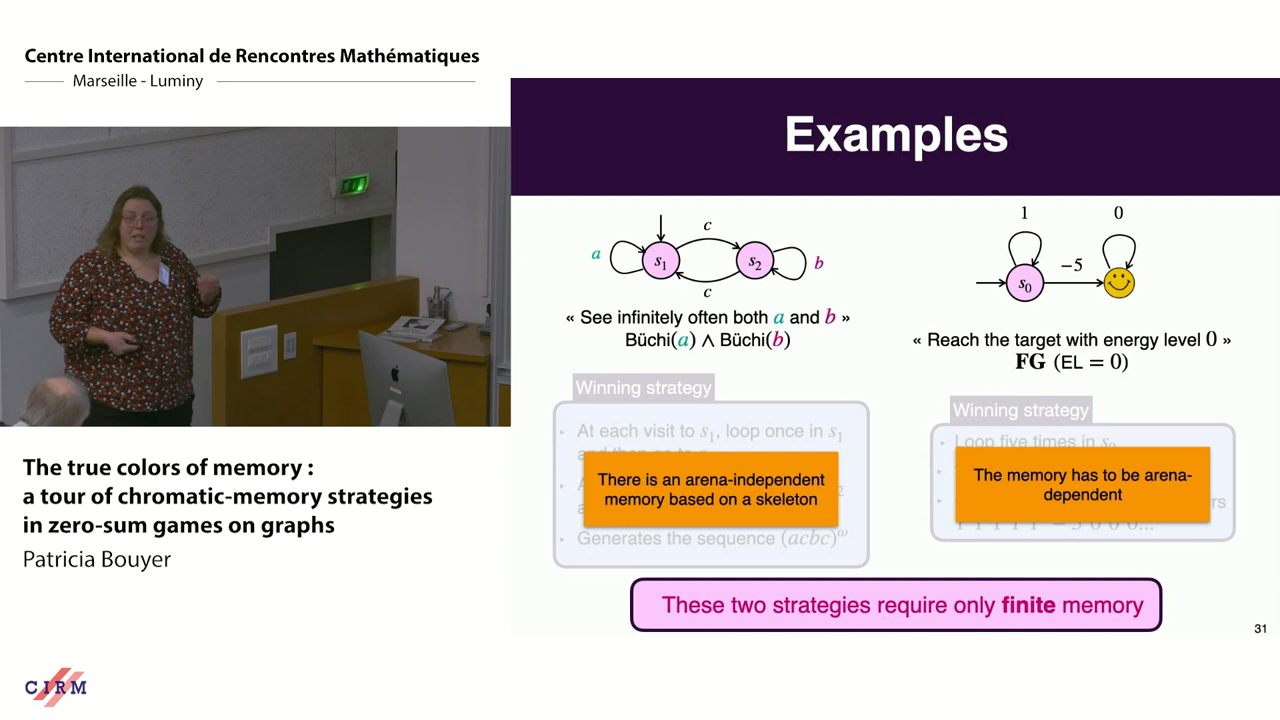 Centre International de Rencontres Mathématiques
Marseille - Luminy
The true colors of memory :
a tour of chromatic-memory strategies
in zero-sum games on graphs
Patricia Bouyer
CIRM
Examples
c
a
s₁
s₂
b
c
« See infinitely often both a and b »
Büchi(a) ∧ Büchi(b)
Winning strategy
At each visit to s₁, loop once in s₁
There is an arena-independent
memory based on a skeleton
Generates the sequence (acbc)^ω
1
0
s₀
−5
« Reach the target with energy level 0 »
FG (EL = 0)
Winning strategy
Loop five times in s₀
The memory has to be arena-
dependent
These two strategies require only finite memory
31